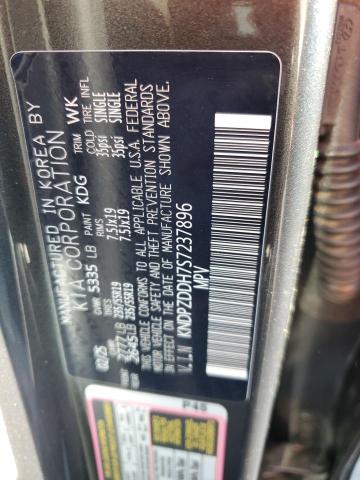 MANUFACTURED IN KOREA BY
KIA CORPORATION
02/25 GVWR 5335 LB PAINT KDG TRIM WK
RIMS COLD TIRE INFL
2777 LB 235/55R19 7.5Jx19 35psi SINGLE
2645 LB 235/55R19 7.5Jx19 35psi SINGLE
THIS VEHICLE CONFORMS TO ALL APPLICABLE U.S.A. FEDERAL
MOTOR VEHICLE SAFETY, BUMPER, AND THEFT PREVENTION STANDARDS
IN EFFECT ON THE DATE OF MANUFACTURE SHOWN ABOVE.
V.I.N KNDPZDDH7S7237896
MPV
P45